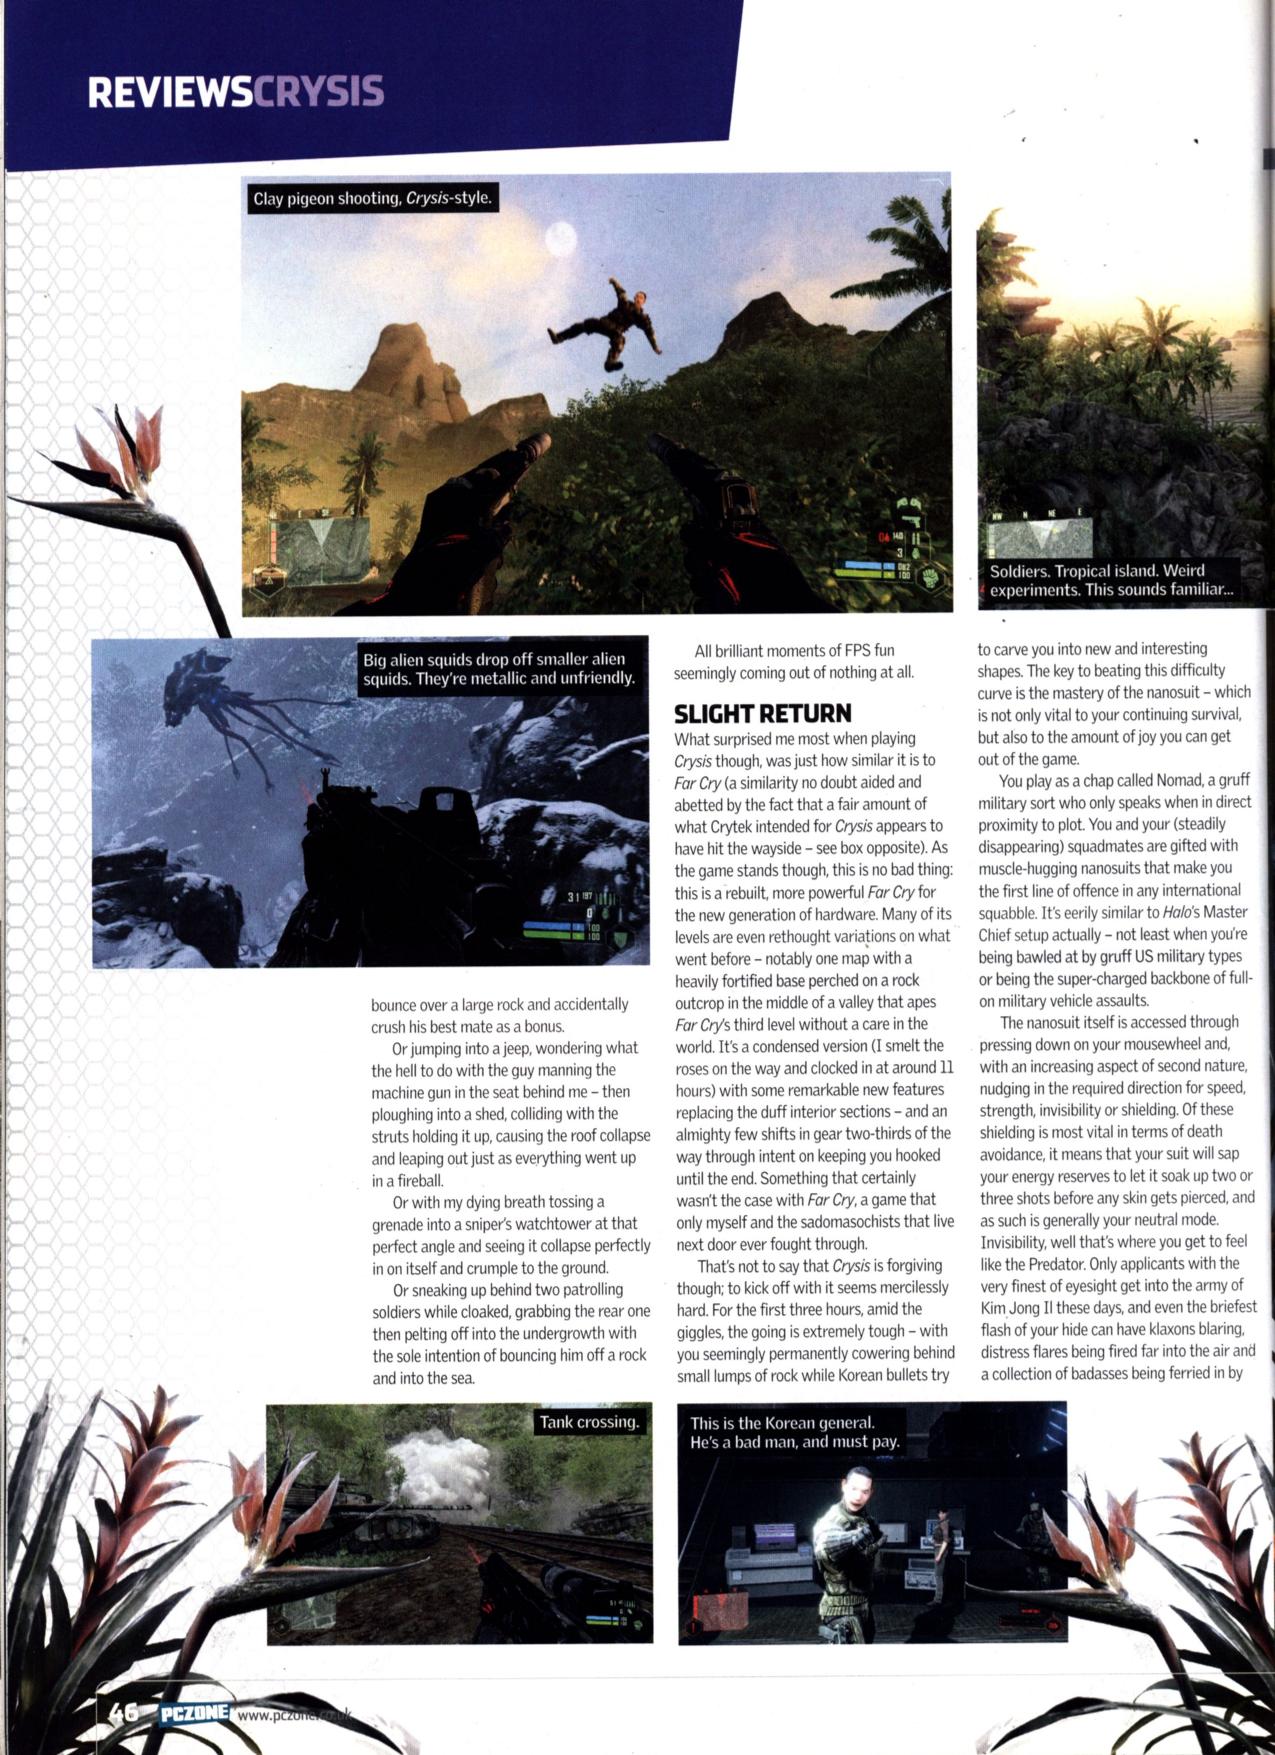 REVIEWSCRYSIS
Clay pigeon shooting, Crysis-style.
Soldiers. Tropical island. Weird
experiments. This sounds familiar...
Big alien squids drop off smaller alien
squids. They're metallic and unfriendly.
bounce over a large rock and accidentally
crush his best mate as a bonus.
Or jumping into a jeep, wondering what
the hell to do with the guy manning the
machine gun in the seat behind me – then
ploughing into a shed, colliding with the
struts holding it up, causing the roof collapse
and leaping out just as everything went up
in a fireball.
Or with my dying breath tossing a
grenade into a sniper's watchtower at that
perfect angle and seeing it collapse perfectly
in on itself and crumple to the ground.
Or sneaking up behind two patrolling
soldiers while cloaked, grabbing the rear one
then pelting off into the undergrowth with
the sole intention of bouncing him off a rock
and into the sea.
All brilliant moments of FPS fun
seemingly coming out of nothing at all.
SLIGHT RETURN
What surprised me most when playing
Crysis though, was just how similar it is to
Far Cry (a similarity no doubt aided and
abetted by the fact that a fair amount of
what Crytek intended for Crysis appears to
have hit the wayside – see box opposite). As
the game stands though, this is no bad thing:
this is a rebuilt, more powerful Far Cry for
the new generation of hardware. Many of its
levels are even rethought variations on what
went before – notably one map with a
heavily fortified base perched on a rock
outcrop in the middle of a valley that apes
Far Cry's third level without a care in the
world. It's a condensed version (I smelt the
roses on the way and clocked in at around 11
hours) with some remarkable new features
replacing the duff interior sections – and an
almighty few shifts in gear two-thirds of the
way through intent on keeping you hooked
until the end. Something that certainly
wasn't the case with Far Cry, a game that
only myself and the sadomasochists that live
next door ever fought through.
That's not to say that Crysis is forgiving
though; to kick off with it seems mercilessly
hard. For the first three hours, amid the
giggles, the going is extremely tough – with
you seemingly permanently cowering behind
small lumps of rock while Korean bullets try
to carve you into new and interesting
shapes. The key to beating this difficulty
curve is the mastery of the nanosuit – which
is not only vital to your continuing survival,
but also to the amount of joy you can get
out of the game.
You play as a chap called Nomad, a gruff
military sort who only speaks when in direct
proximity to plot. You and your (steadily
disappearing) squadmates are gifted with
muscle-hugging nanosuits that make you
the first line of offence in any international
squabble. It's eerily similar to Halo's Master
Chief setup actually – not least when you're
being bawled at by gruff US military types
or being the super-charged backbone of full-
on military vehicle assaults.
The nanosuit itself is accessed through
pressing down on your mousewheel and,
with an increasing aspect of second nature,
nudging in the required direction for speed,
strength, invisibility or shielding. Of these
shielding is most vital in terms of death
avoidance, it means that your suit will sap
your energy reserves to let it soak up two or
three shots before any skin gets pierced, and
as such is generally your neutral mode.
Invisibility, well that's where you get to feel
like the Predator. Only applicants with the
very finest of eyesight get into the army of
Kim Jong Il these days, and even the briefest
flash of your hide can have klaxons blaring,
distress flares being fired far into the air and
a collection of badasses being ferried in by
Tank crossing.
This is the Korean general.
He's a bad man, and must pay.
46 PCZONE www.pczone.co.uk